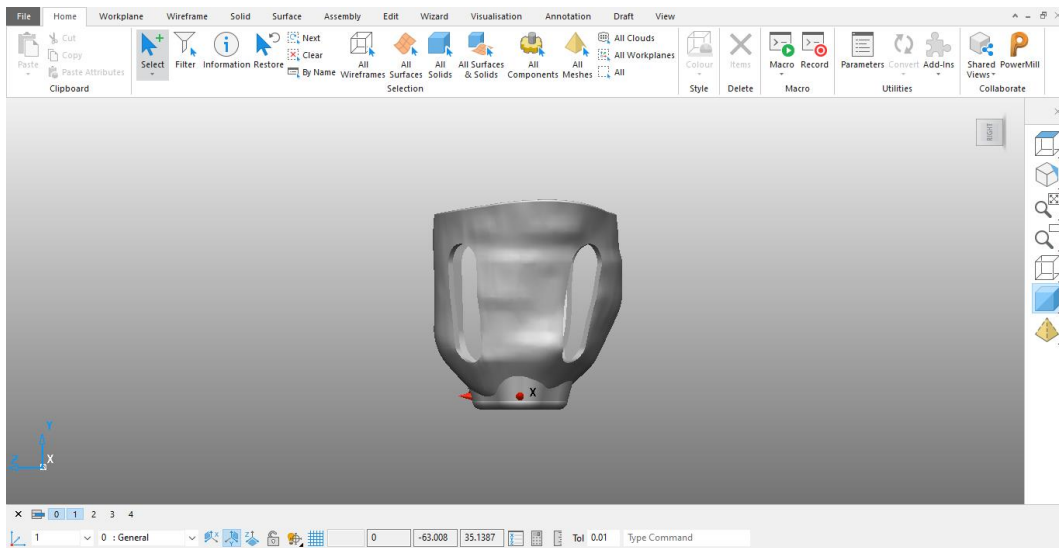 File Home Workplane Wireframe Solid Surface Assembly Edit Wizard Visualisation Annotation Draft View
Paste
Cut
Copy
Paste Attributes
Clipboard
Select
Filter
Information
Restore
Next
Clear
By Name
All Wireframes
All Surfaces
All Solids
All Surfaces & Solids
All Components
All Meshes
All Clouds
All Workplanes
All
Selection
Colour
Style
Items
Delete
Macro
Record
Macro
Parameters
Convert
Add-Ins
Utilities
Shared Views
PowerMill
Collaborate
RIGHT
X
Y
Z
X
0 1 2 3 4
1
0 : General
0
-63.008
35.1387
Tol 0.01
Type Command